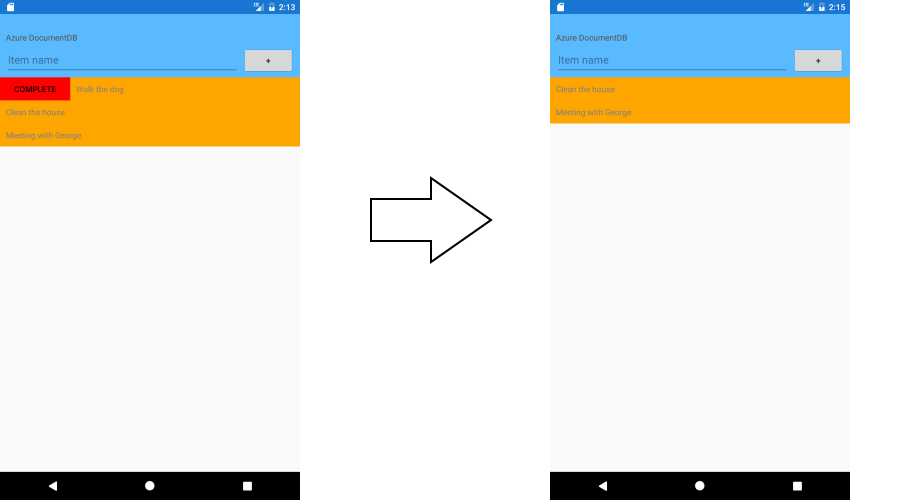 2:13
Azure DocumentDB
Item name
+
COMPLETE Walk the dog
Clean the house
Meeting with George
2:15
Azure DocumentDB
Item name
+
Clean the house
Meeting with George